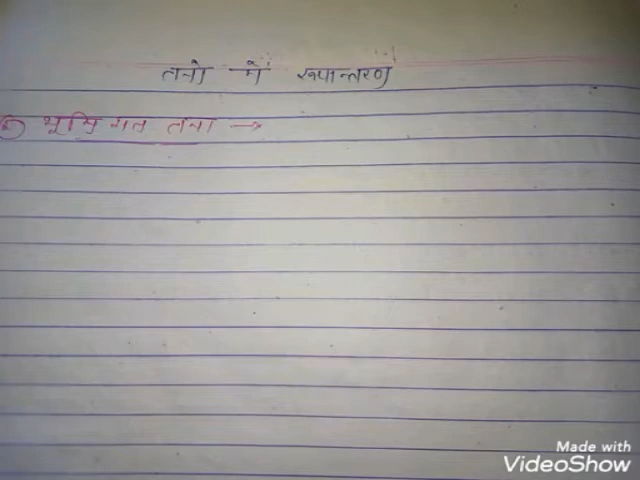 तनो में रूपान्तरण
भूमि गत तना →
Made with
VideoShow